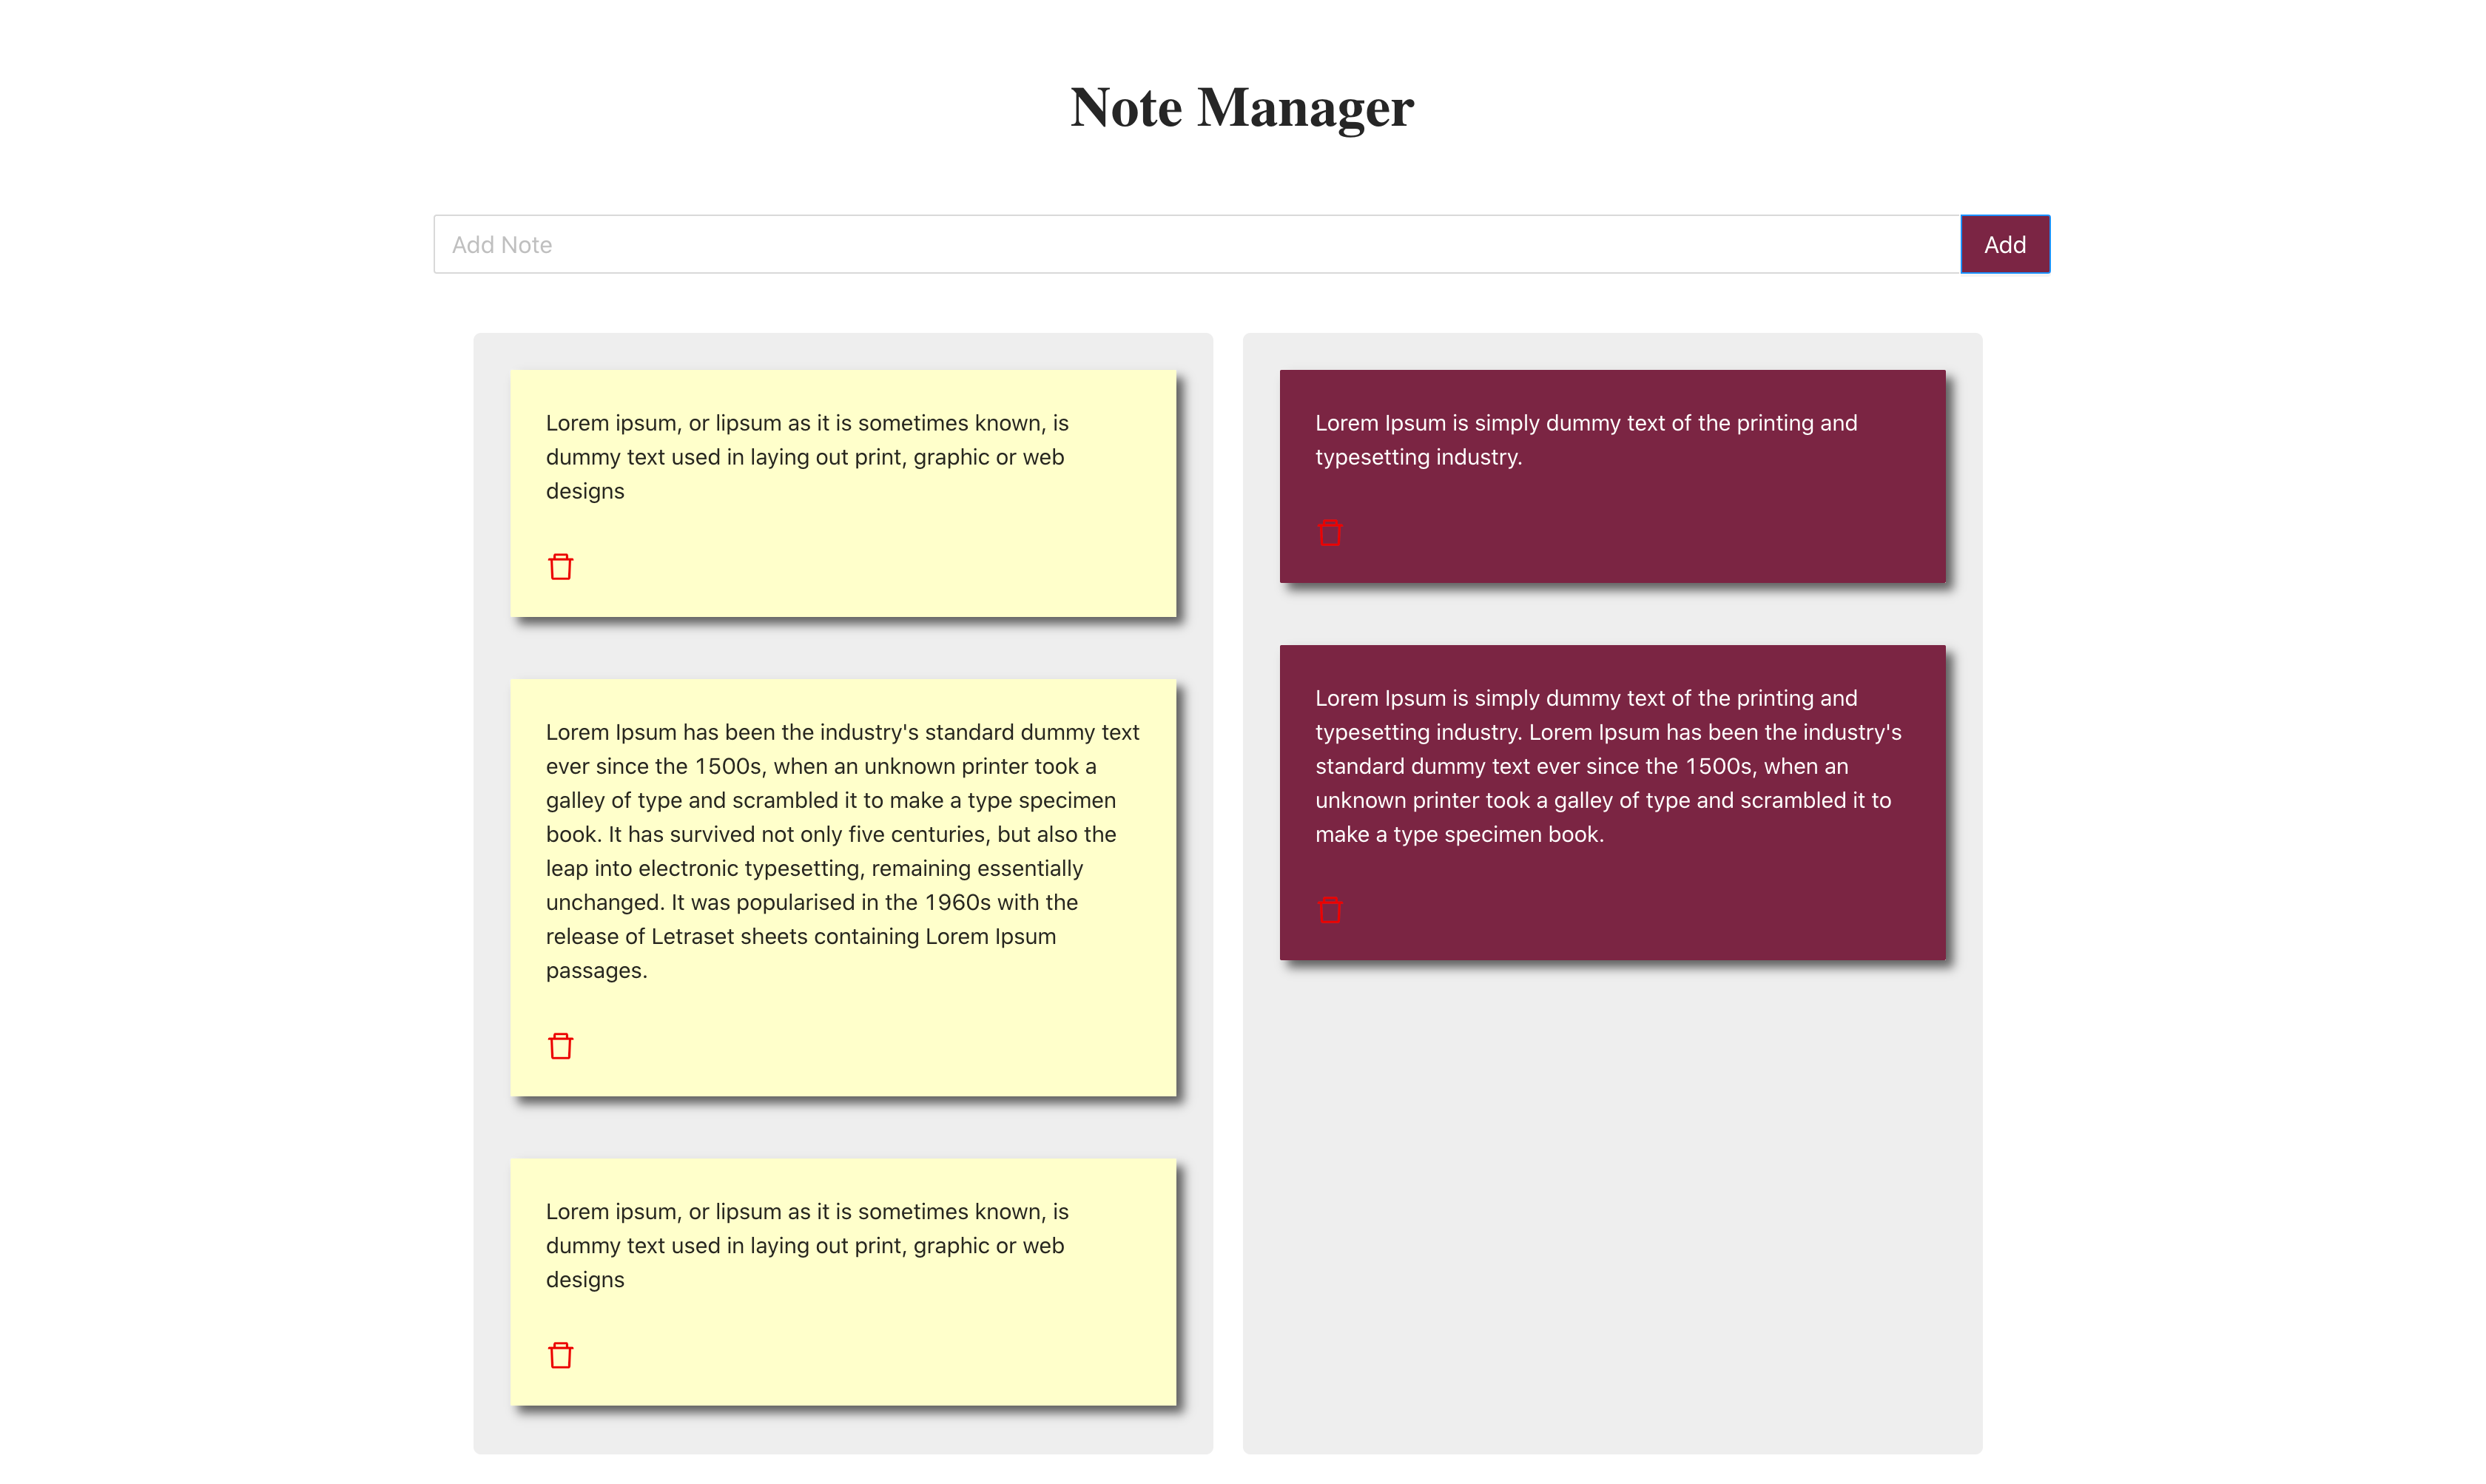 Note Manager
Add Note
Add
Lorem ipsum, or lipsum as it is sometimes known, is
dummy text used in laying out print, graphic or web
designs
Lorem Ipsum has been the industry's standard dummy text
ever since the 1500s, when an unknown printer took a
galley of type and scrambled it to make a type specimen
book. It has survived not only five centuries, but also the
leap into electronic typesetting, remaining essentially
unchanged. It was popularised in the 1960s with the
release of Letraset sheets containing Lorem Ipsum
passages.
Lorem ipsum, or lipsum as it is sometimes known, is
dummy text used in laying out print, graphic or web
designs
Lorem Ipsum is simply dummy text of the printing and
typesetting industry.
Lorem Ipsum is simply dummy text of the printing and
typesetting industry. Lorem Ipsum has been the industry's
standard dummy text ever since the 1500s, when an
unknown printer took a galley of type and scrambled it to
make a type specimen book.